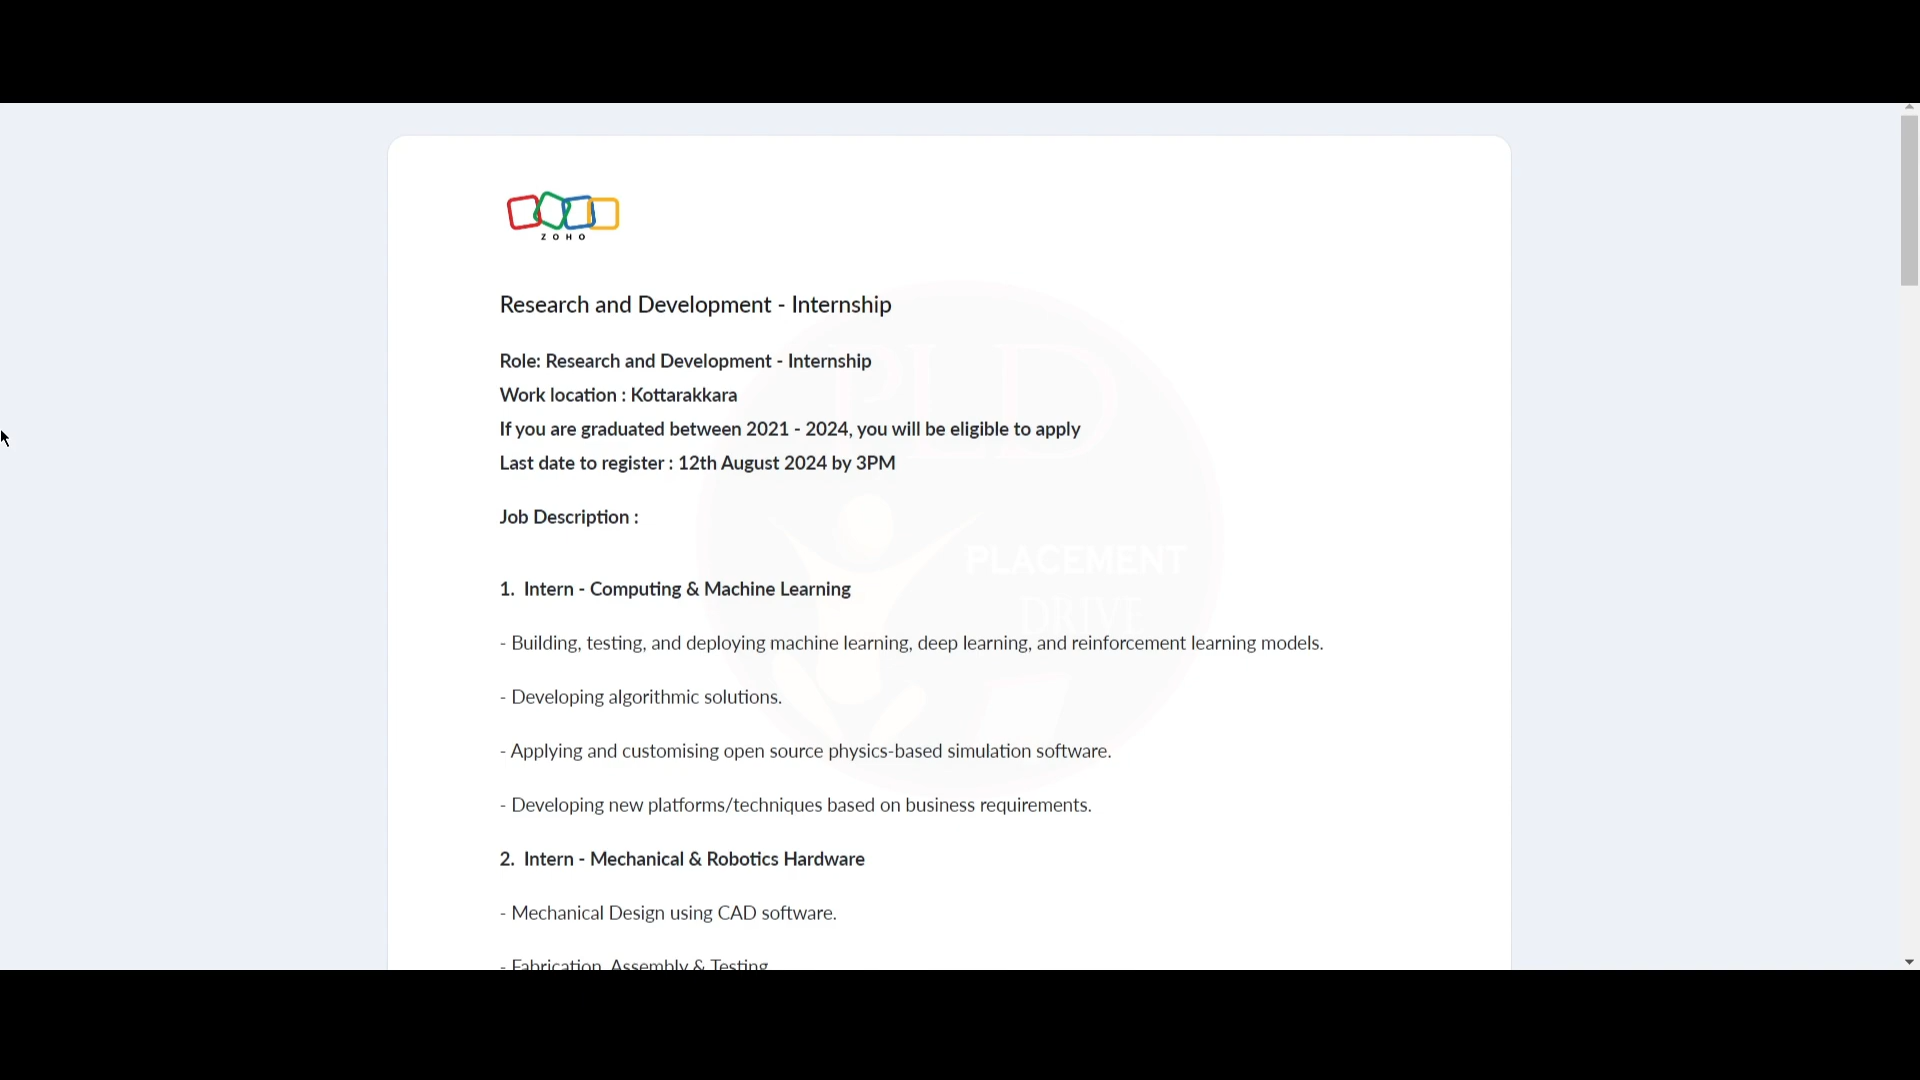 ZOHO
Research and Development - Internship
Role: Research and Development - Internship
Work location : Kottarakkara
If you are graduated between 2021 - 2024, you will be eligible to apply
Last date to register : 12th August 2024 by 3PM
Job Description :
PLD
PLACEMENT
DRIVE
1. Intern - Computing & Machine Learning
- Building, testing, and deploying machine learning, deep learning, and reinforcement learning models.
- Developing algorithmic solutions.
- Applying and customising open source physics-based simulation software.
- Developing new platforms/techniques based on business requirements.
2. Intern - Mechanical & Robotics Hardware
- Mechanical Design using CAD software.
- Fabrication, Assembly & Testing